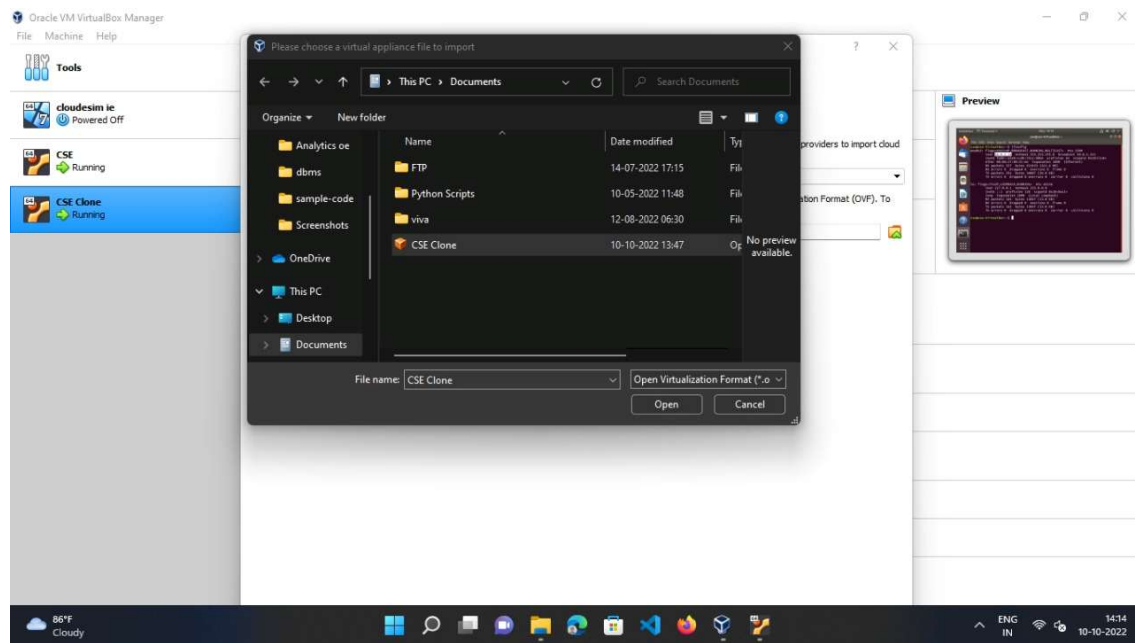 Oracle VM VirtualBox Manager
File Machine Help
Tools
cloudesim ie
Powered Off
CSE
Running
CSE Clone
Running
Please choose a virtual appliance file to import
This PC > Documents
Search Documents
Organize
New folder
Analytics oe
dbms
sample-code
Screenshots
OneDrive
This PC
Desktop
Documents
Name Date modified Typ
FTP 14-07-2022 17:15 File
Python Scripts 10-05-2022 11:48 File
viva 12-08-2022 06:30 File
CSE Clone 10-10-2022 13:47 Op
No preview
available.
File name: CSE Clone
Open Virtualization Format (*.o
Open Cancel
providers to import cloud
ation Format (OVF). To
Preview
86°F
Cloudy
ENG
IN
14:14
10-10-2022